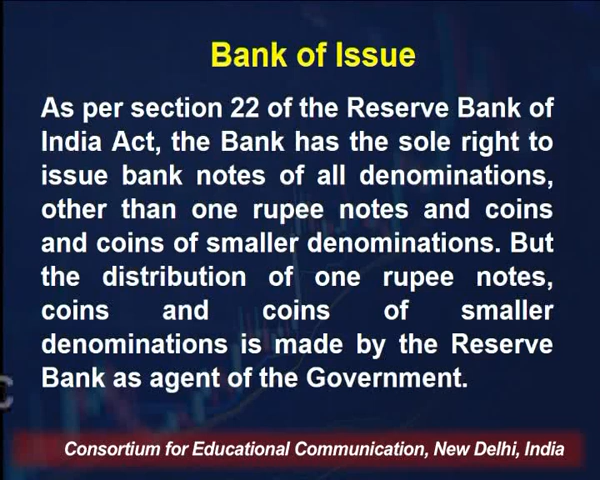 Bank of Issue
As per section 22 of the Reserve Bank of
India Act, the Bank has the sole right to
issue bank notes of all denominations,
other than one rupee notes and coins
and coins of smaller denominations. But
the distribution of one rupee notes,
coins and coins of smaller
denominations is made by the Reserve
Bank as agent of the Government.
Consortium for Educational Communication, New Delhi, India